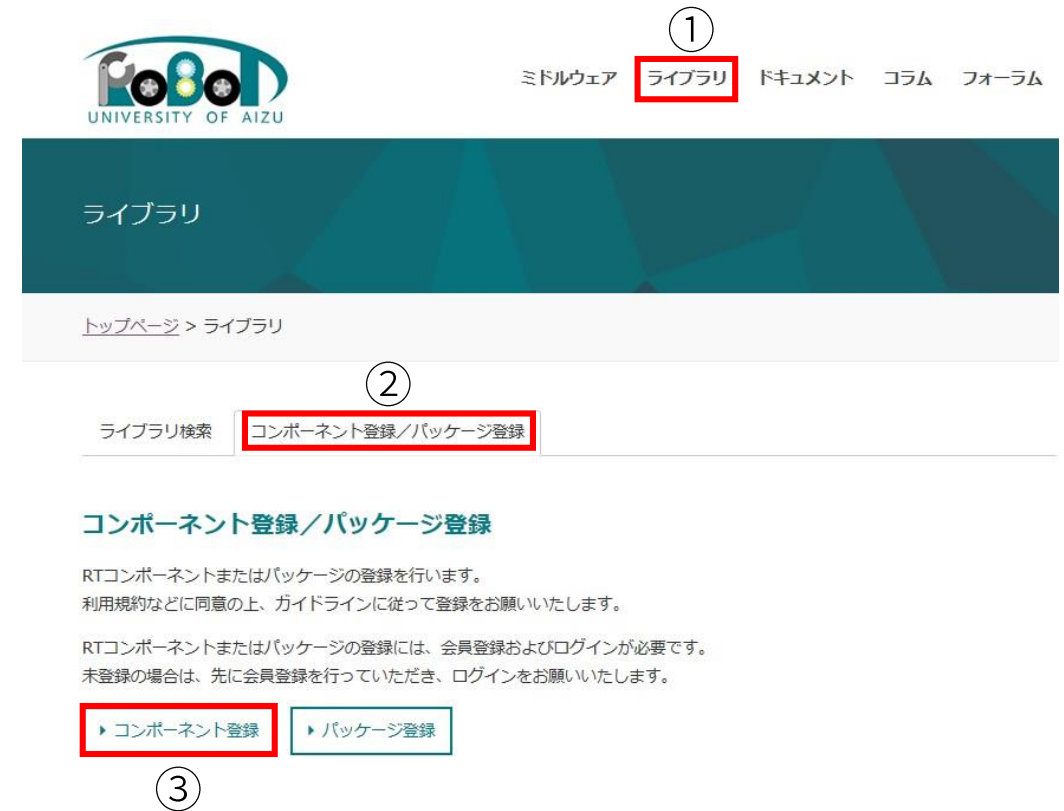 ①
RoboT
UNIVERSITY OF AIZU
ミドルウェア ライブラリ ドキュメント コラム フォーラム
ライブラリ
トップページ > ライブラリ
②
ライブラリ検索 コンポーネント登録／パッケージ登録
コンポーネント登録／パッケージ登録
RTコンポーネントまたはパッケージの登録を行います。
利用規約などに同意の上、ガイドラインに従って登録をお願いいたします。
RTコンポーネントまたはパッケージの登録には、会員登録およびログインが必要です。
未登録の場合は、先に会員登録を行っていただき、ログインをお願いいたします。
コンポーネント登録 パッケージ登録
③